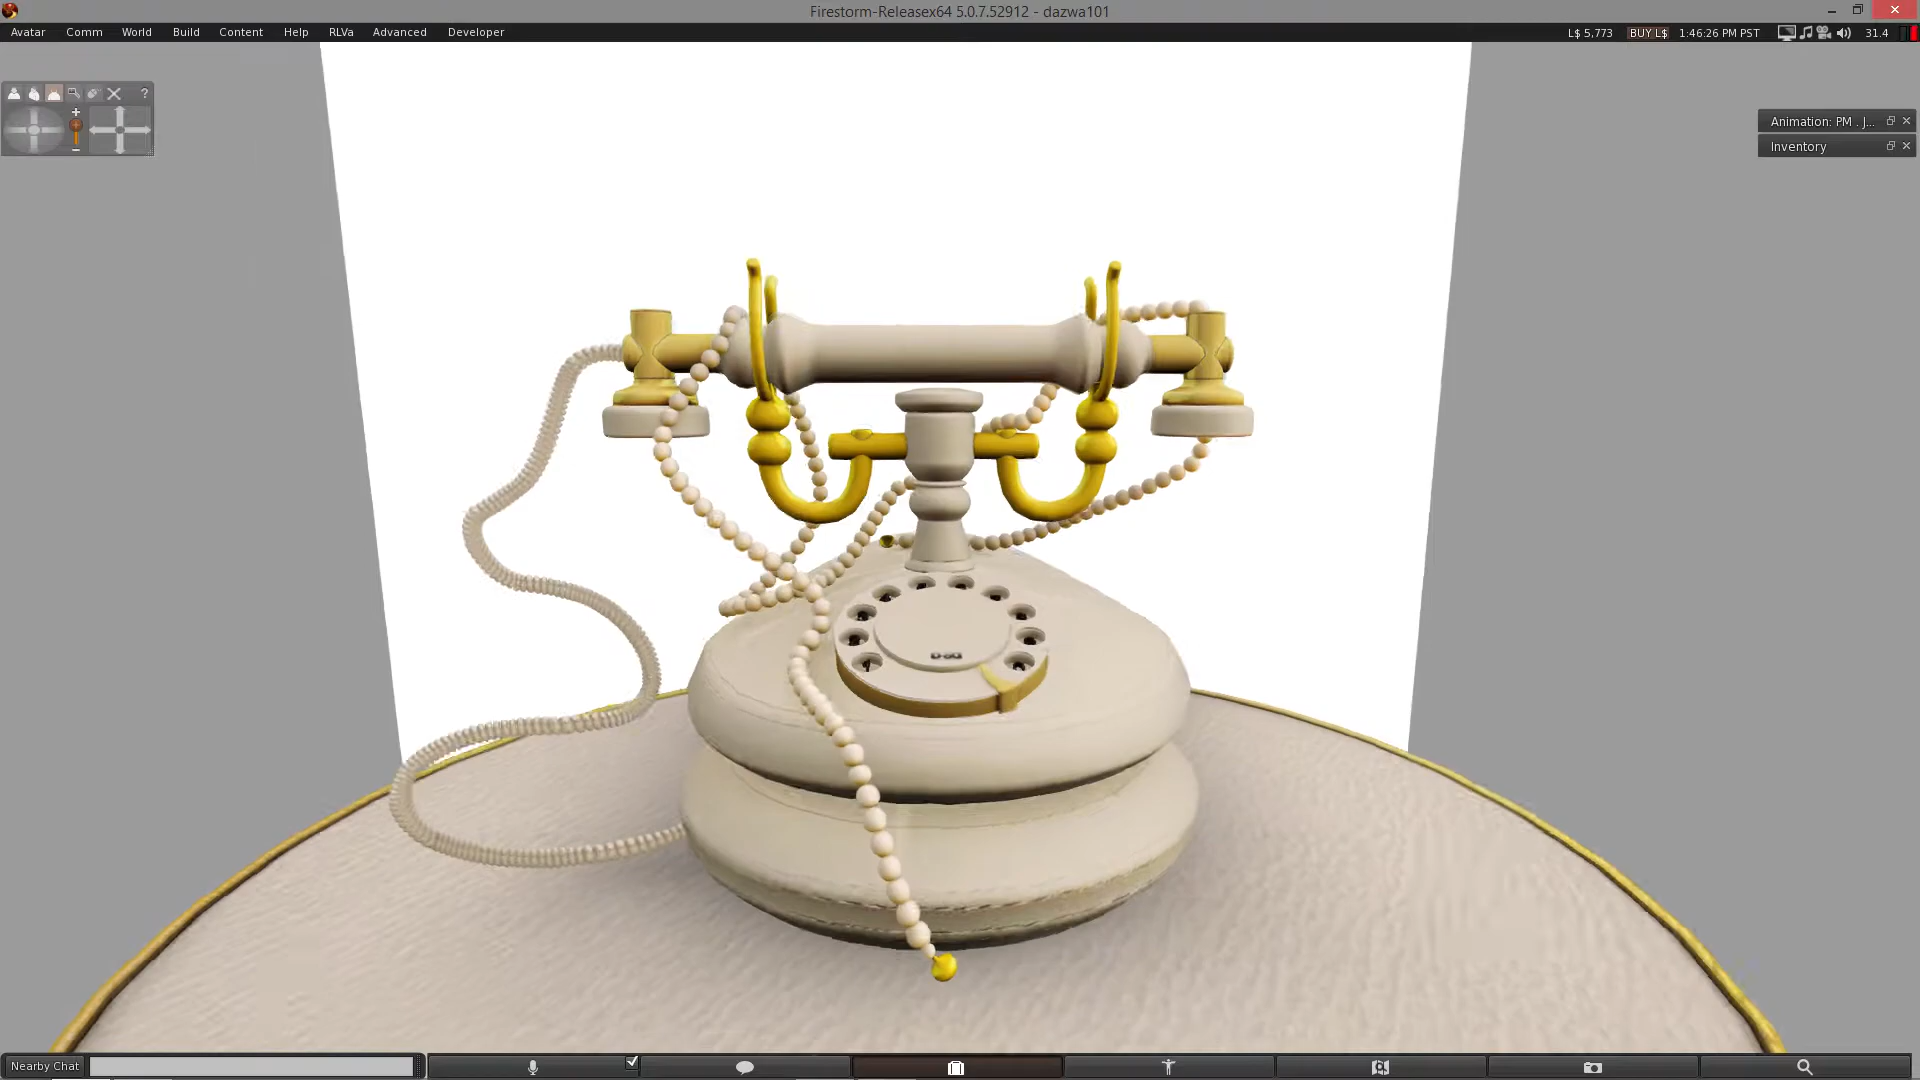 Firestorm-Releasex64 5.0.7.52912 - dazwa101
Avatar Comm World Build Content Help RLVa Advanced Developer
L$ 5,773 BUY L$ 1:46:26 PM PST 31.4
?
Animation: PM . J...
Inventory
Nearby Chat